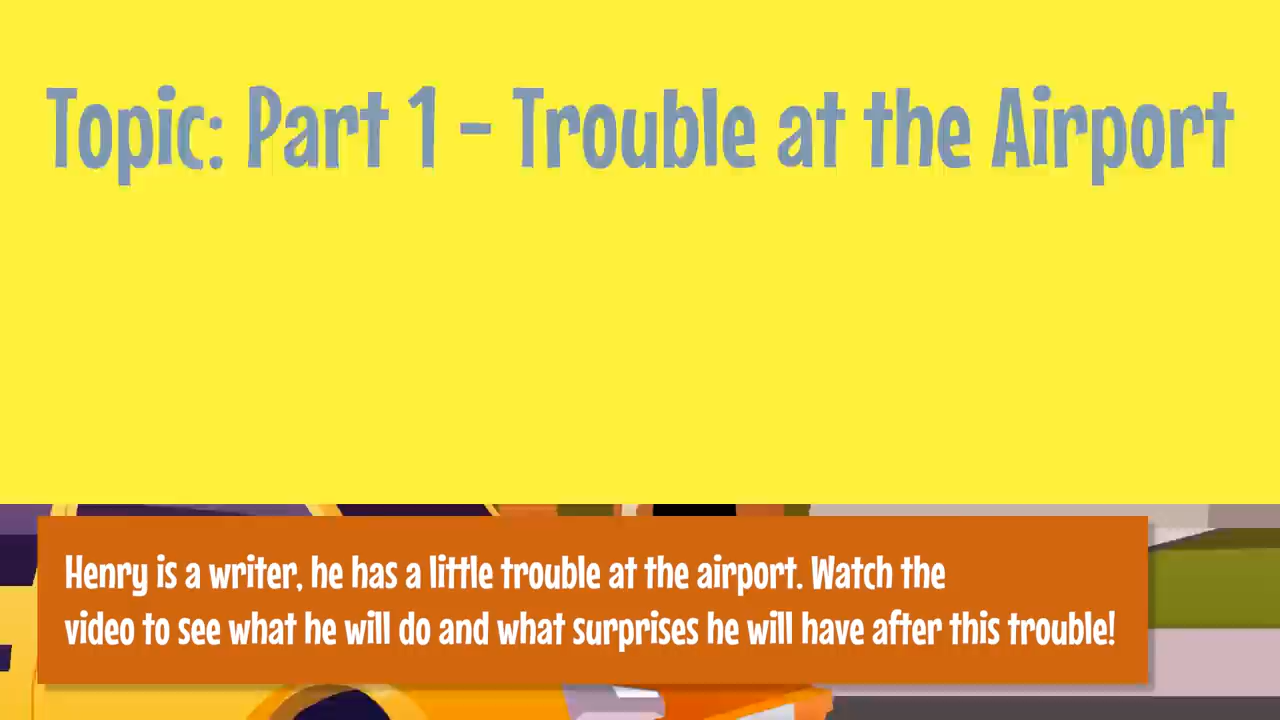 Topic: Part 1 - Trouble at the Airport
Henry is a writer, he has a little trouble at the airport. Watch the
video to see what he will do and what surprises he will have after this trouble!